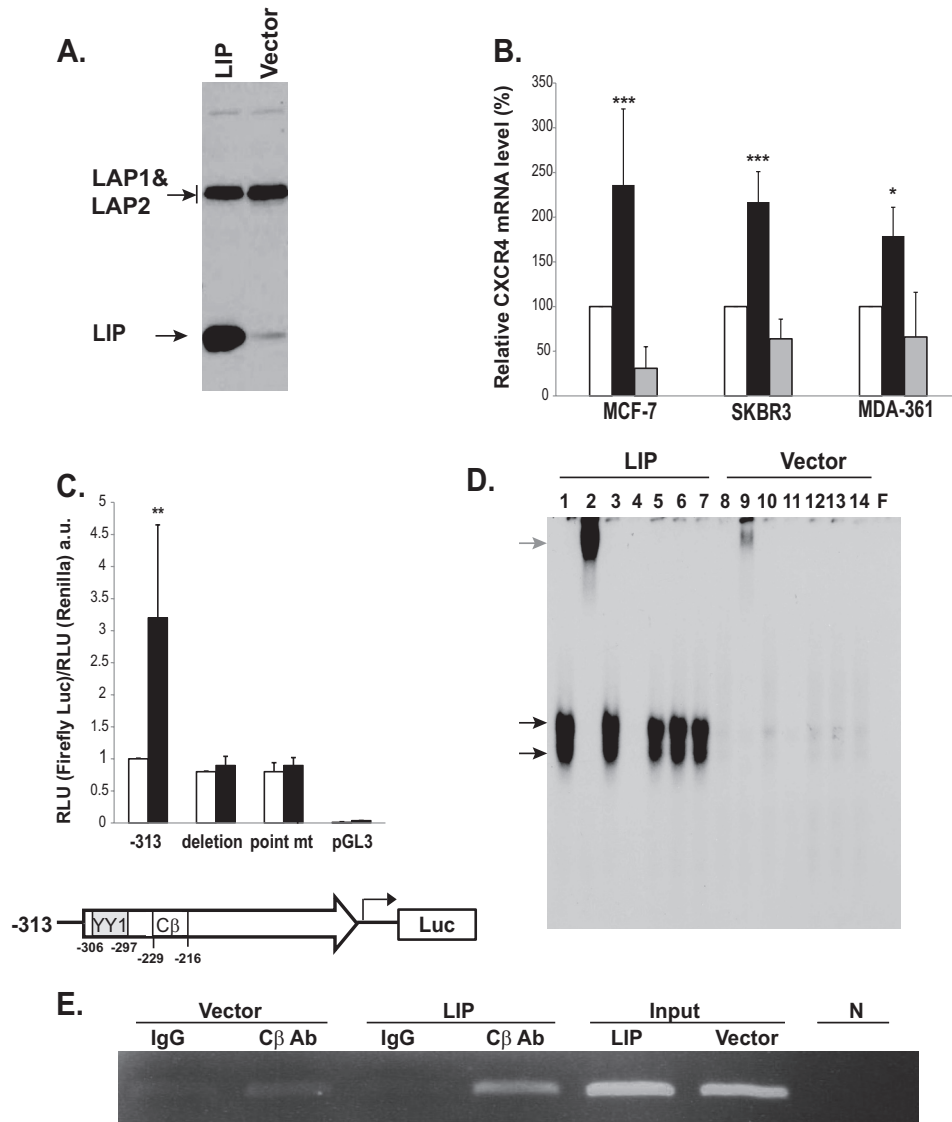 A.
LIP
Vector
LAP1&
LAP2
LIP
B.
Relative CXCR4 mRNA level (%)
350
300
250
200
150
100
50
0
***
***
*
MCF-7
SKBR3
MDA-361
C.
RLU (Firefly Luc)/RLU (Renilla) a.u.
5
4.5
4
3.5
3
2.5
2
1.5
1
0.5
0
**
-313
deletion
point mt
pGL3
-313
YY1
Cβ
Luc
-306
-297
-229
-216
D.
LIP
Vector
1 2 3 4 5 6 7 8 9 10 11 12 13 14 F
E.
Vector
LIP
Input
N
IgG
Cβ Ab
IgG
Cβ Ab
LIP
Vector